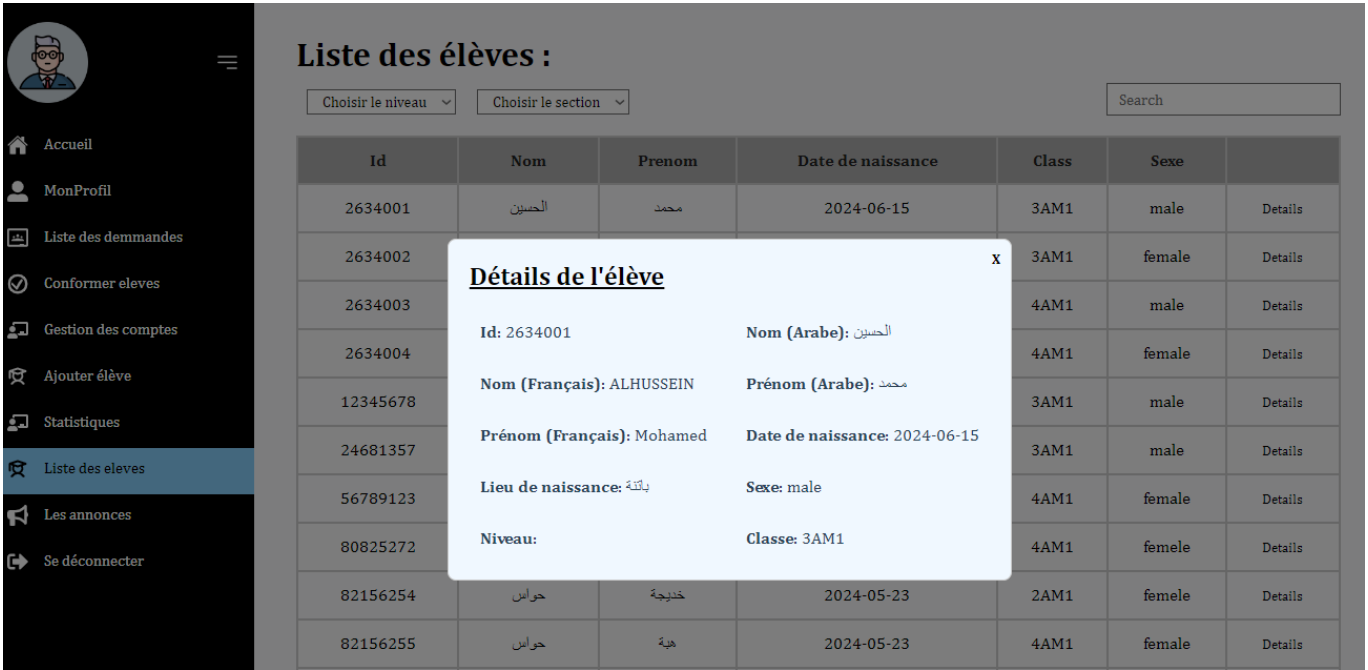 Accueil
MonProfil
Liste des demmandes
Conformer eleves
Gestion des comptes
Ajouter élève
Statistiques
Liste des eleves
Les annonces
Se déconnecter
Liste des élèves :
Choisir le niveau
Choisir le section
Search
Id Nom Prenom Date de naissance Class Sexe
2634001 الحسين محمد 2024-06-15 3AM1 male Details
2634002 3AM1 female Details
2634003 4AM1 male Details
2634004 4AM1 female Details
12345678 3AM1 male Details
24681357 3AM1 male Details
56789123 4AM1 female Details
80825272 4AM1 femele Details
82156254 حواس خديجة 2024-05-23 2AM1 femele Details
82156255 حواس هبة 2024-05-23 4AM1 female Details
Détails de l'élève x
Id: 2634001 Nom (Arabe): الحسين
Nom (Français): ALHUSSEIN Prénom (Arabe): محمد
Prénom (Français): Mohamed Date de naissance: 2024-06-15
Lieu de naissance: باتنة Sexe: male
Niveau: Classe: 3AM1